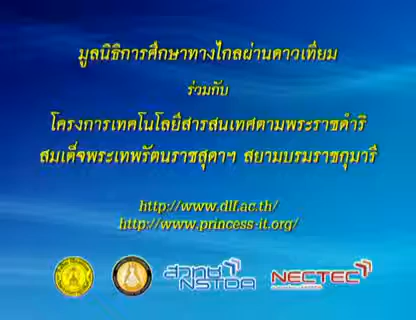 มูลนิธิการศึกษาทางไกลผ่านดาวเทียม
ร่วมกับ
โครงการเทคโนโลยีสารสนเทศตามพระราชดำริ
สมเด็จพระเทพรัตนราชสุดาฯ สยามบรมราชกุมารี
http://www.dlf.ac.th/
http://www.princess-it.org/
สวทช
NSTDA
NECTEC